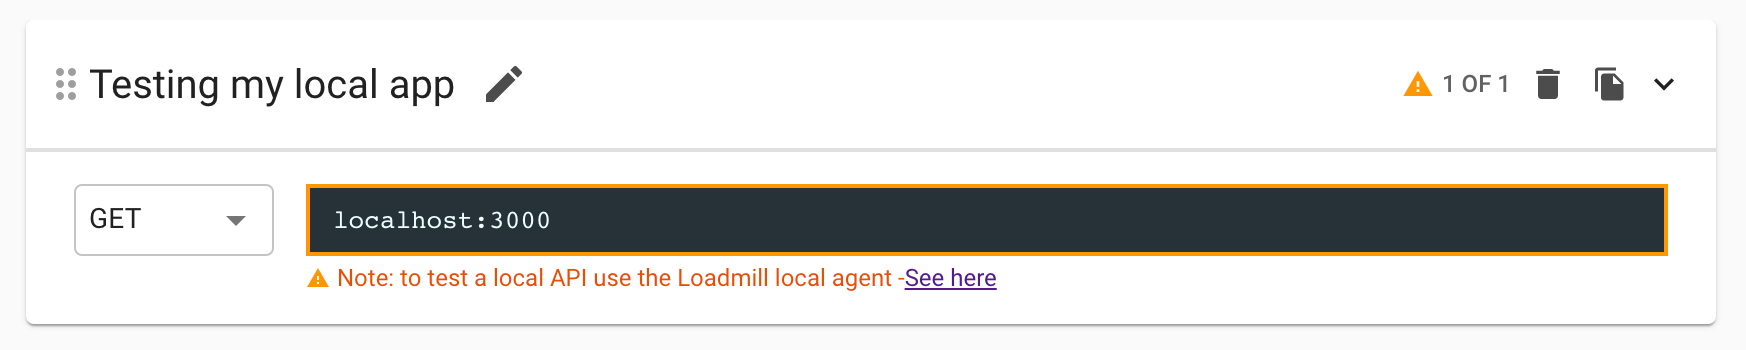 Testing my local app
1 OF 1
GET
localhost:3000
Note: to test a local API use the Loadmill local agent -See here